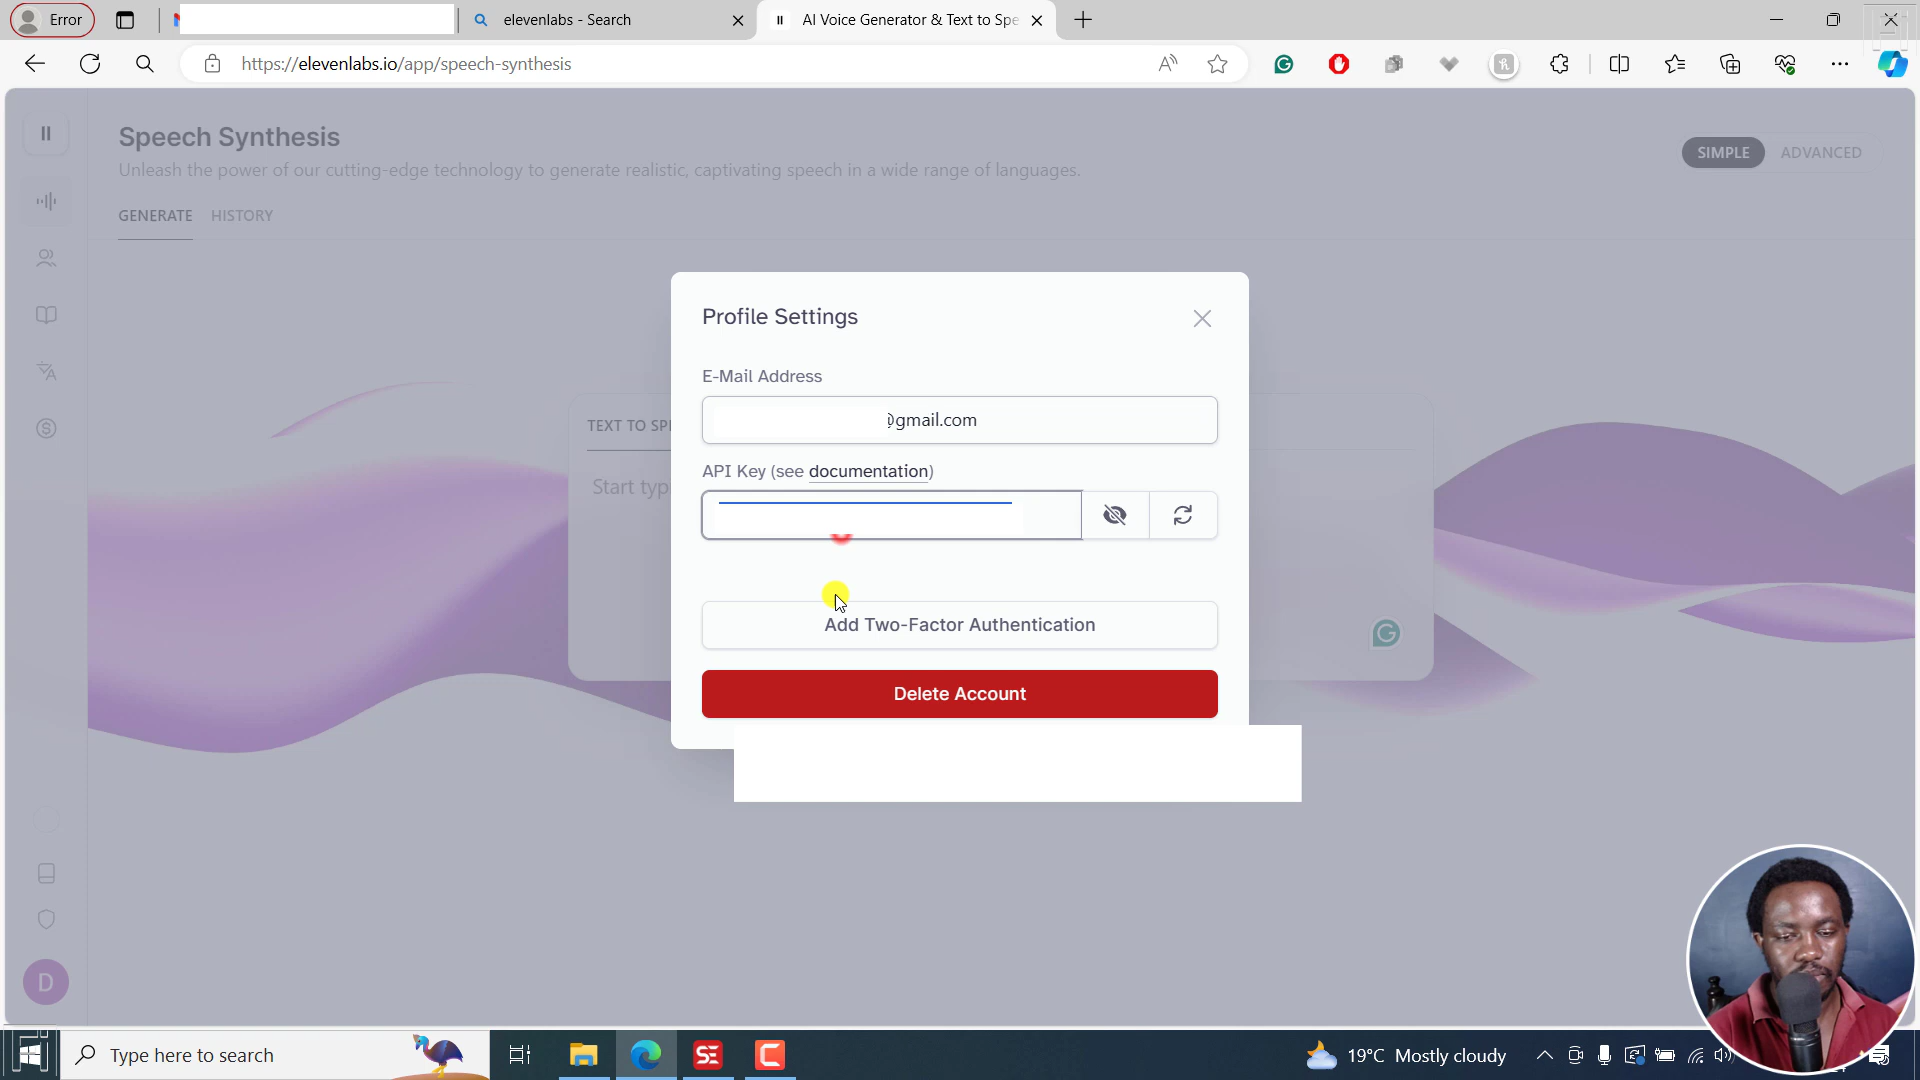 Error
elevenlabs - Search
AI Voice Generator & Text to Spe
https://elevenlabs.io/app/speech-synthesis
Speech Synthesis
Unleash the power of our cutting-edge technology to generate realistic, captivating speech in a wide range of languages.
SIMPLE
ADVANCED
GENERATE
HISTORY
Profile Settings
E-Mail Address
@gmail.com
TEXT TO SPE
API Key (see documentation)
Start typ
Add Two-Factor Authentication
Delete Account
D
Type here to search
SE
19°C Mostly cloudy